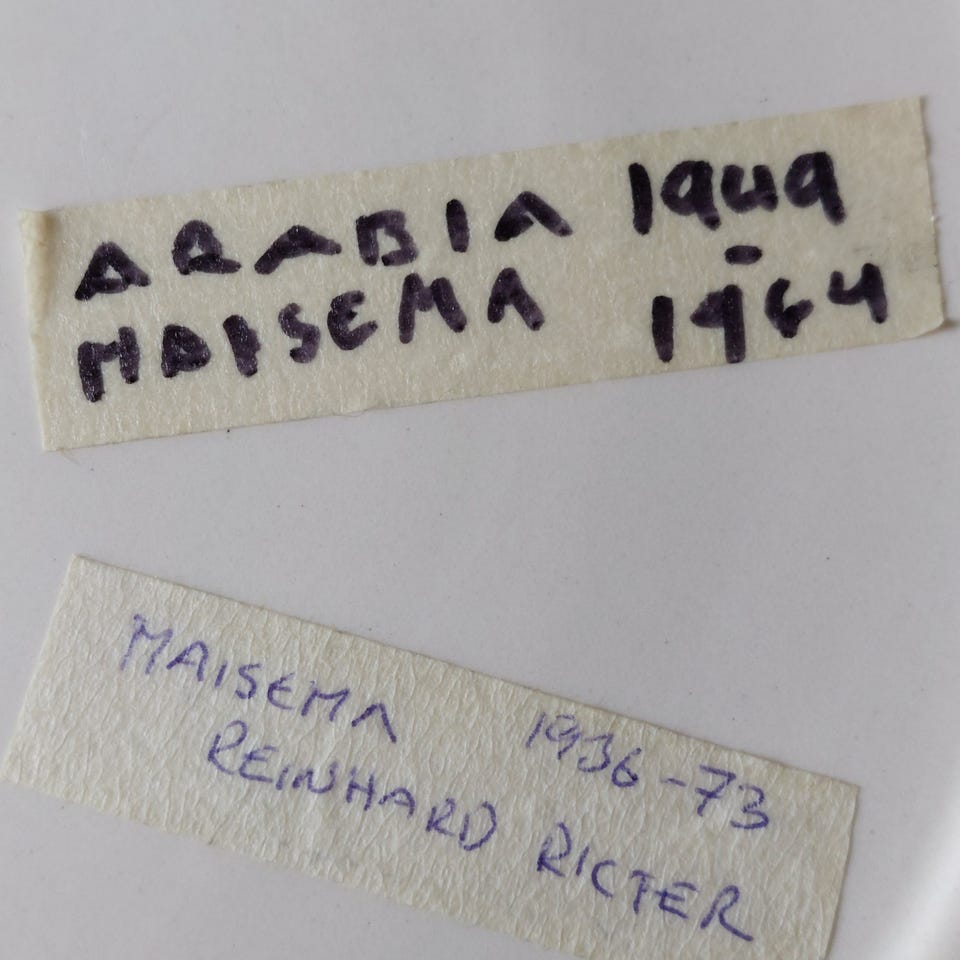 ARABIA 1949
-
MAISEMA 1964
MAISEMA 1936-73
REINHARD RICTER